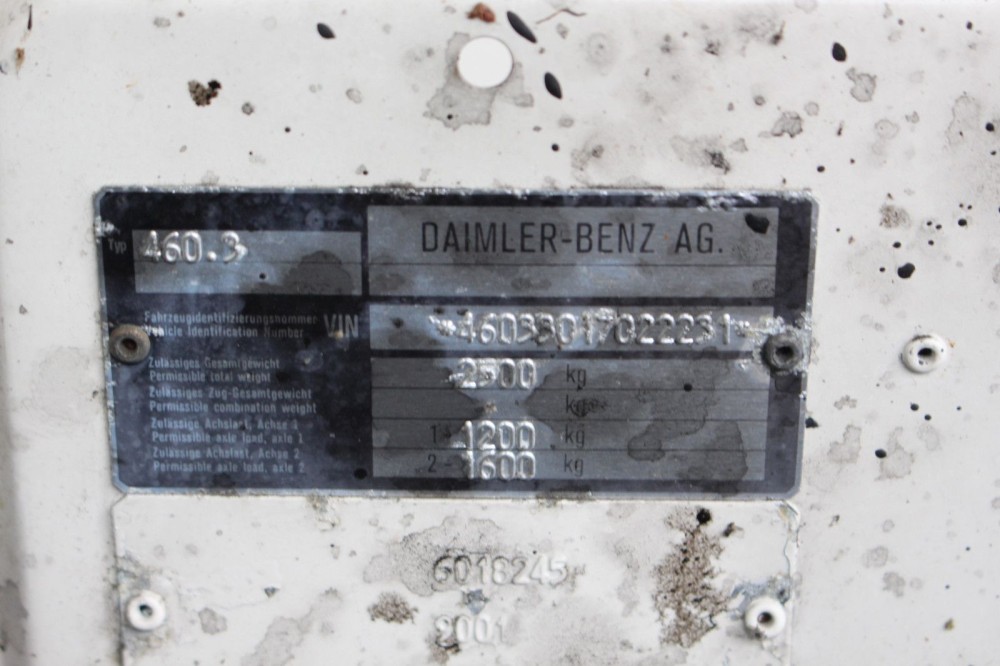 Typ 460.3
DAIMLER-BENZ AG.
Fahrzeugidentifizierungsnummer
Vehicle Identification Number VIN
*46033017022231*
Zulässiges Gesamtgewicht
Permissible total weight 2500 kg
Zulässiges Zug-Gesamtgewicht
Permissible combination weight kg
Zulässige Achslast, Achse 1
Permissible axle load, axle 1 1- 1200 kg
Zulässige Achslast, Achse 2
Permissible axle load, axle 2 2- 1600 kg
6018245
9001